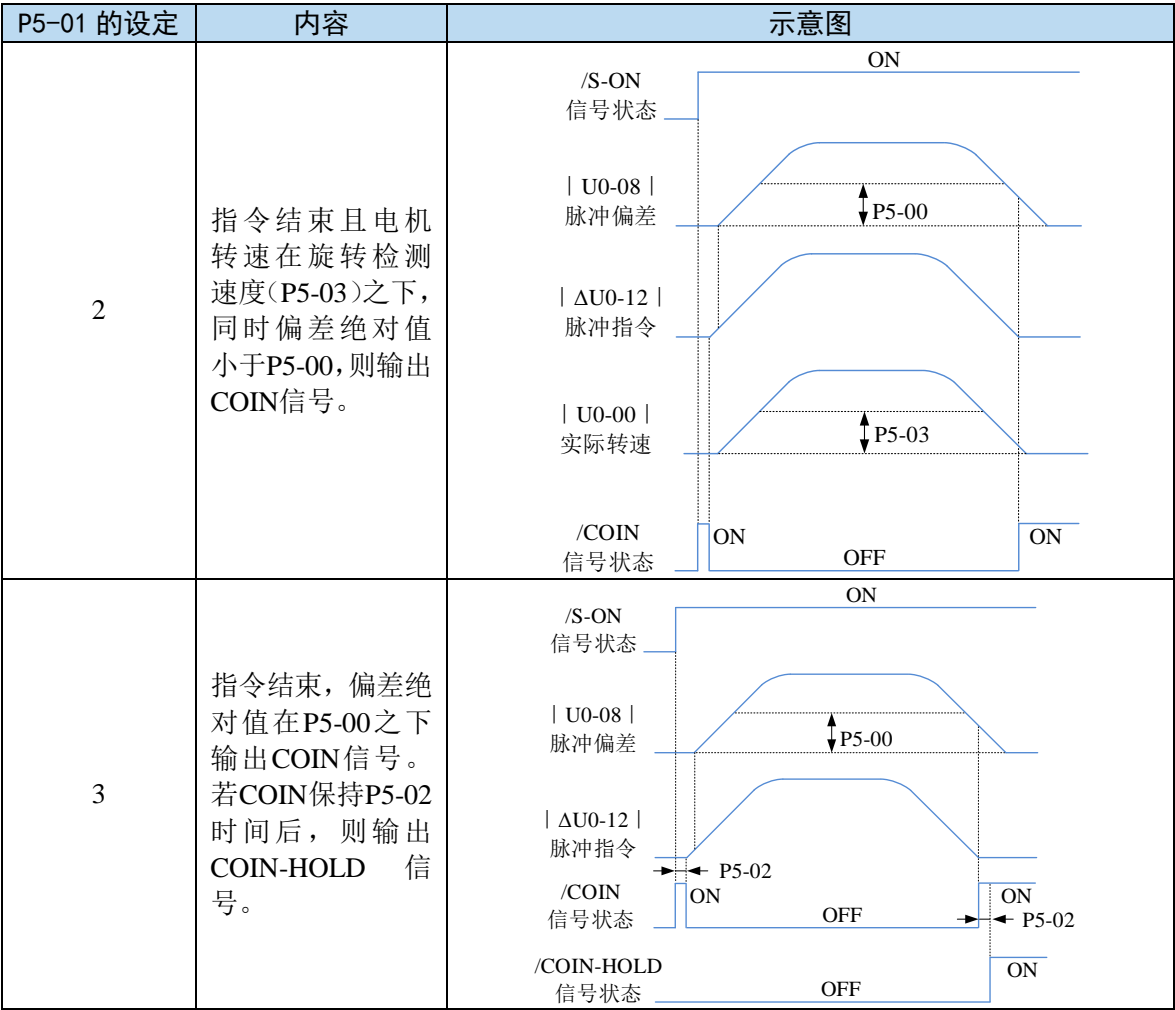 P5-01 的设定
内容
示意图
2
指令结束且电机
转速在旋转检测
速度（P5-03）之下，
同时偏差绝对值
小于P5-00，则输出
COIN信号。
ON
/S-ON
信号状态
| U0-08 |
脉冲偏差
P5-00
| ΔU0-12 |
脉冲指令
| U0-00 |
实际转速
P5-03
/COIN
信号状态
ON
OFF
ON
3
指令结束，偏差绝
对值在P5-00之下
输出COIN信号。
若COIN保持P5-02
时间后，则输出
COIN-HOLD 信
号。
ON
/S-ON
信号状态
| U0-08 |
脉冲偏差
P5-00
| ΔU0-12 |
脉冲指令
P5-02
/COIN
信号状态
ON
OFF
ON
P5-02
/COIN-HOLD
信号状态
OFF
ON